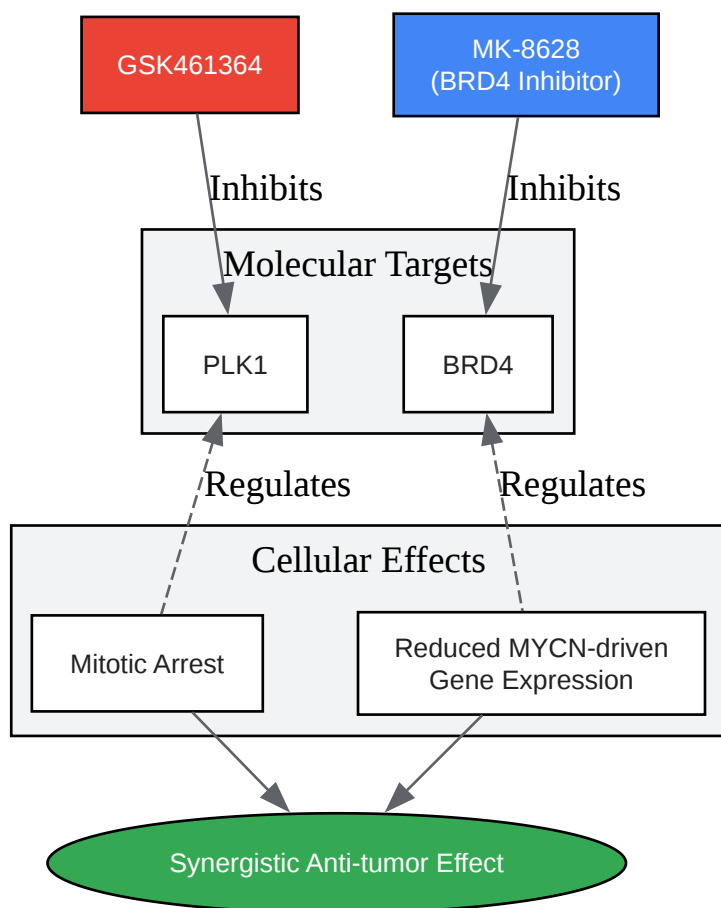 GSK461364
MK-8628
(BRD4 Inhibitor)
Inhibits
Inhibits
Molecular Targets
PLK1
BRD4
Regulates
Regulates
Cellular Effects
Mitotic Arrest
Reduced MYCN-driven
Gene Expression
Synergistic Anti-tumor Effect